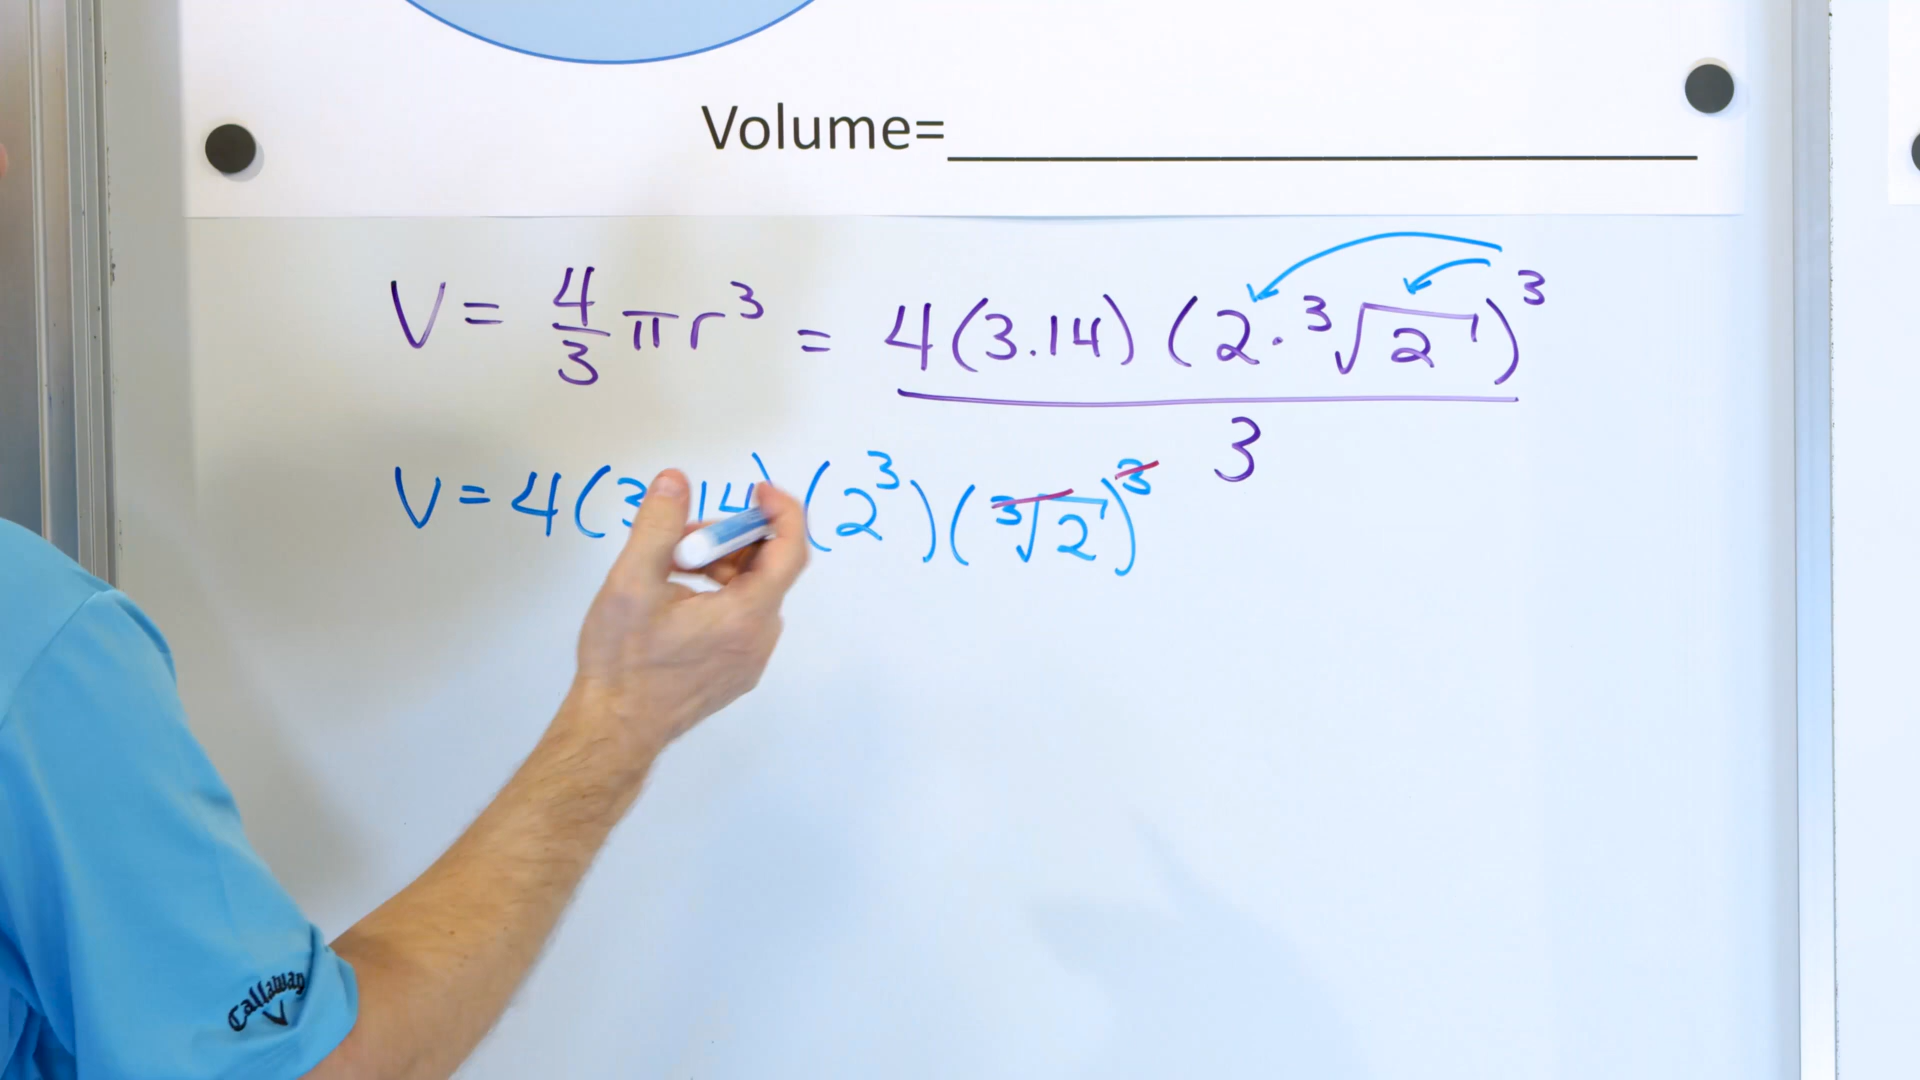 Volume=
V = 4/3 πr³ = 4(3.14)(2·³√2)³ / 3
V = 4(3.14)(2³)(³√2)³
Callaway